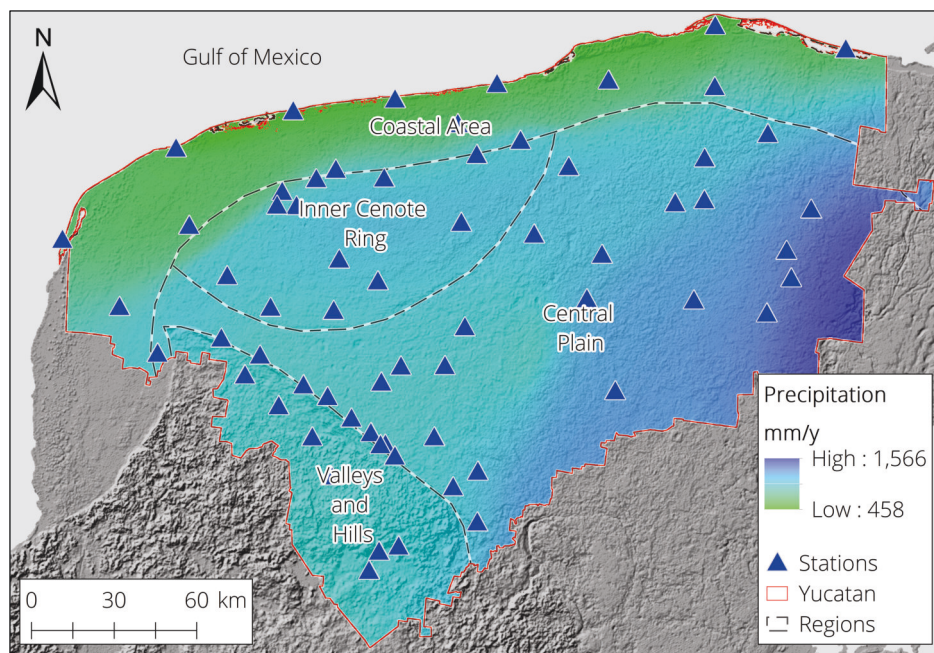 N
Gulf of Mexico
Coastal Area
Inner Cenote
Ring
Central
Plain
Valleys
and
Hills
Precipitation
mm/y
High : 1,566
Low : 458
Stations
Yucatan
Regions
0 30 60 km